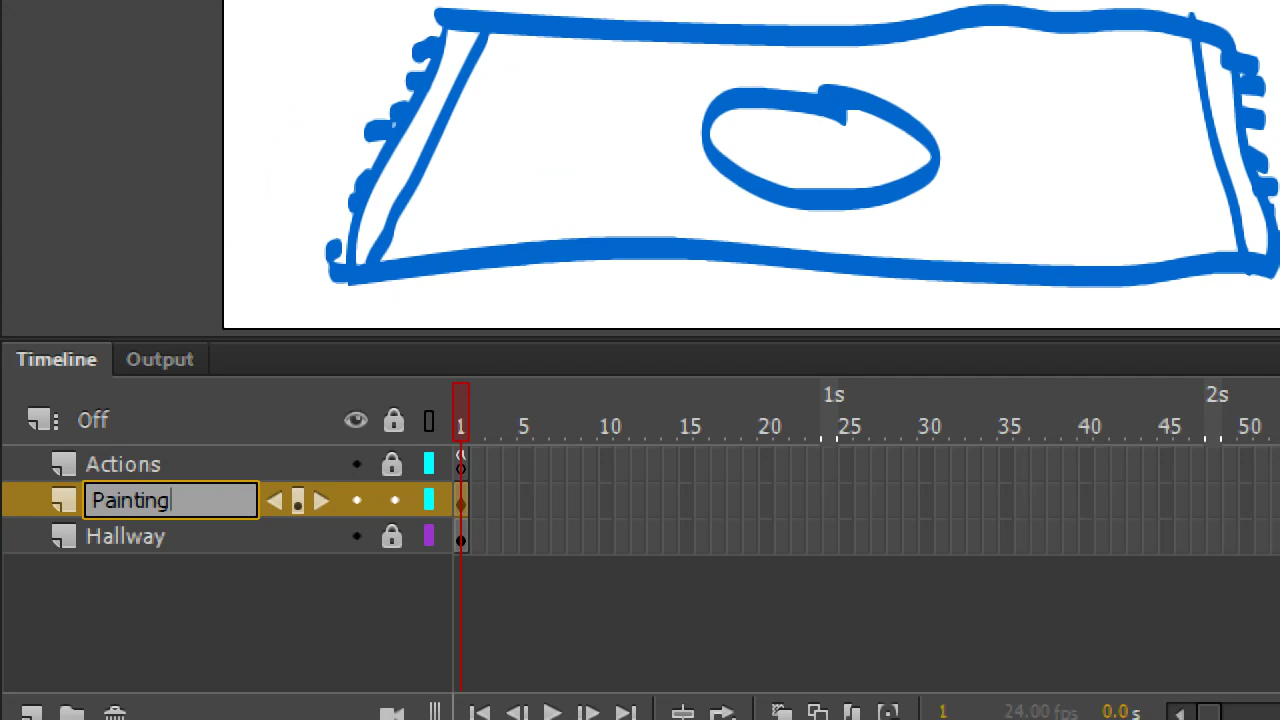 Timeline Output
Off 1s 2s
1 5 10 15 20 25 30 35 40 45 50
Actions
Painting
Hallway
1 24.00 fps 0.0 s